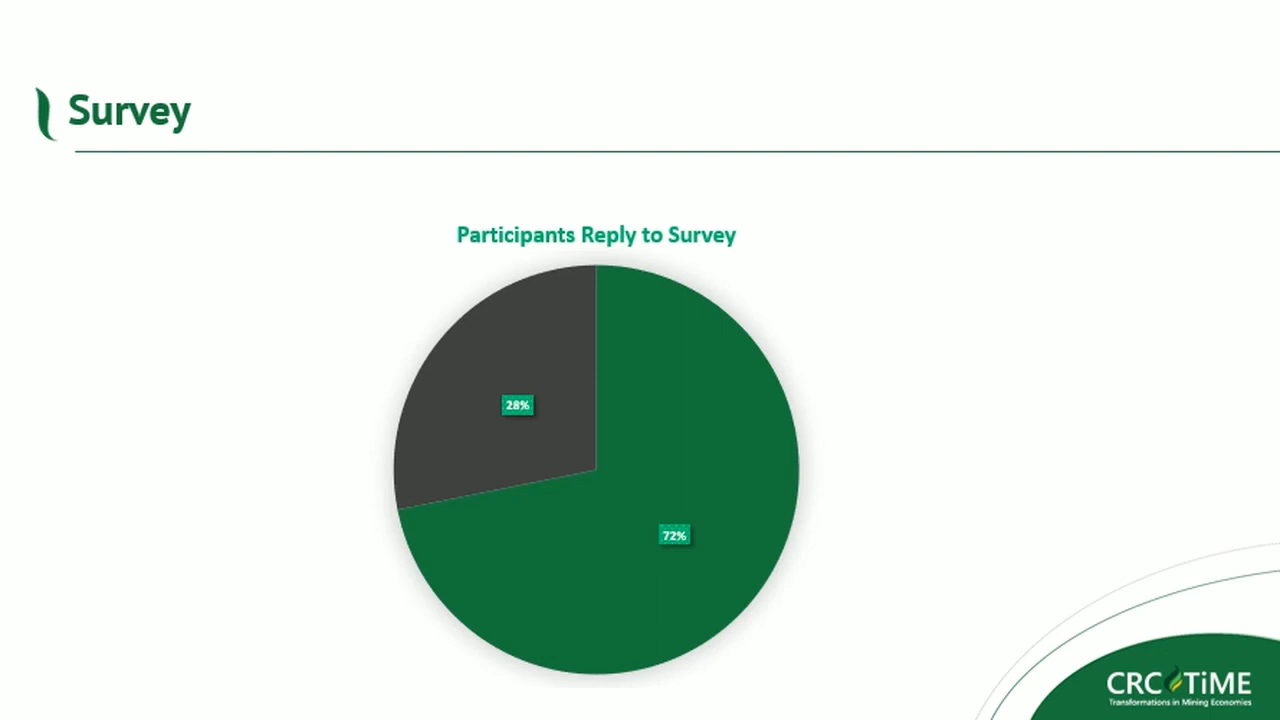 Survey
Participants Reply to Survey
28%
72%
CRC TiME
Transformations in Mining Economies